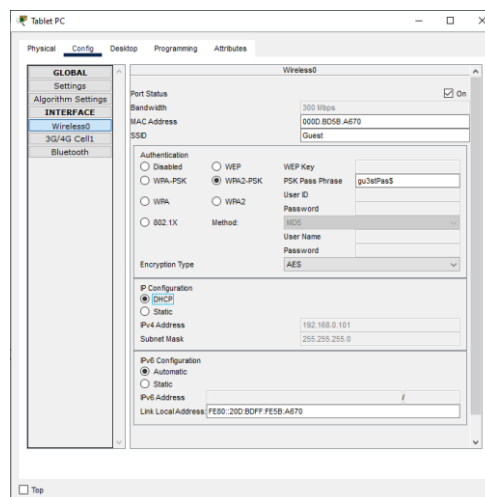 Tablet PC
Physical Config Desktop Programming Attributes
GLOBAL
Settings
Algorithm Settings
INTERFACE
Wireless0
3G/4G Cell1
Bluetooth
Wireless0
Port Status On
Bandwidth 300 Mbps
MAC Address 000D.BD5B.A670
SSID Guest
Authentication
Disabled WEP WEP Key
WPA-PSK WPA2-PSK PSK Pass Phrase gu3stPa$
User ID
WPA WPA2
Password
802.1X Method: MD5
User Name
Password
Encryption Type AES
IP Configuration
DHCP
Static
IPv4 Address 192.168.0.101
Subnet Mask 255.255.255.0
IPv6 Configuration
Automatic
Static
IPv6 Address /
Link Local Address: FE80::20D:BDFF:FE5B:A670
Top